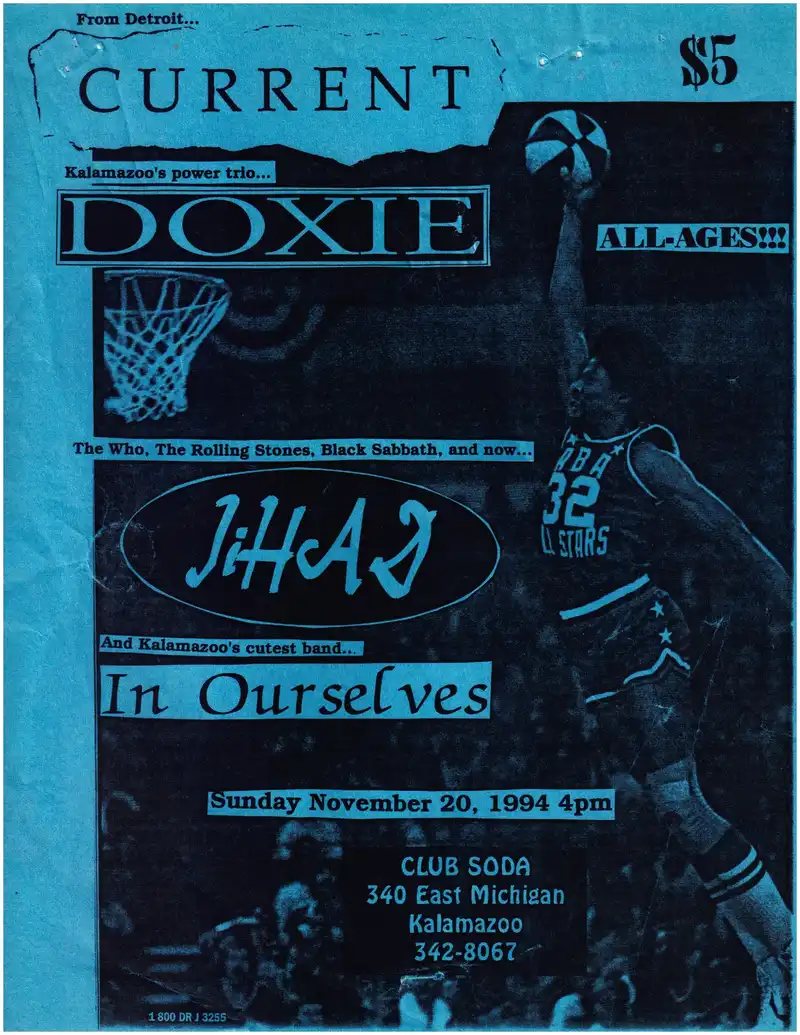 From Detroit...
CURRENT
$5
Kalamazoo's power trio...
DOXIE
ALL-AGES!!!
The Who, The Rolling Stones, Black Sabbath, and now...
JiHAD
ABA
32
LL STARS
And Kalamazoo's cutest band...
In Ourselves
Sunday November 20, 1994 4pm
CLUB SODA
340 East Michigan
Kalamazoo
342-8067
1 800 DR J 3255